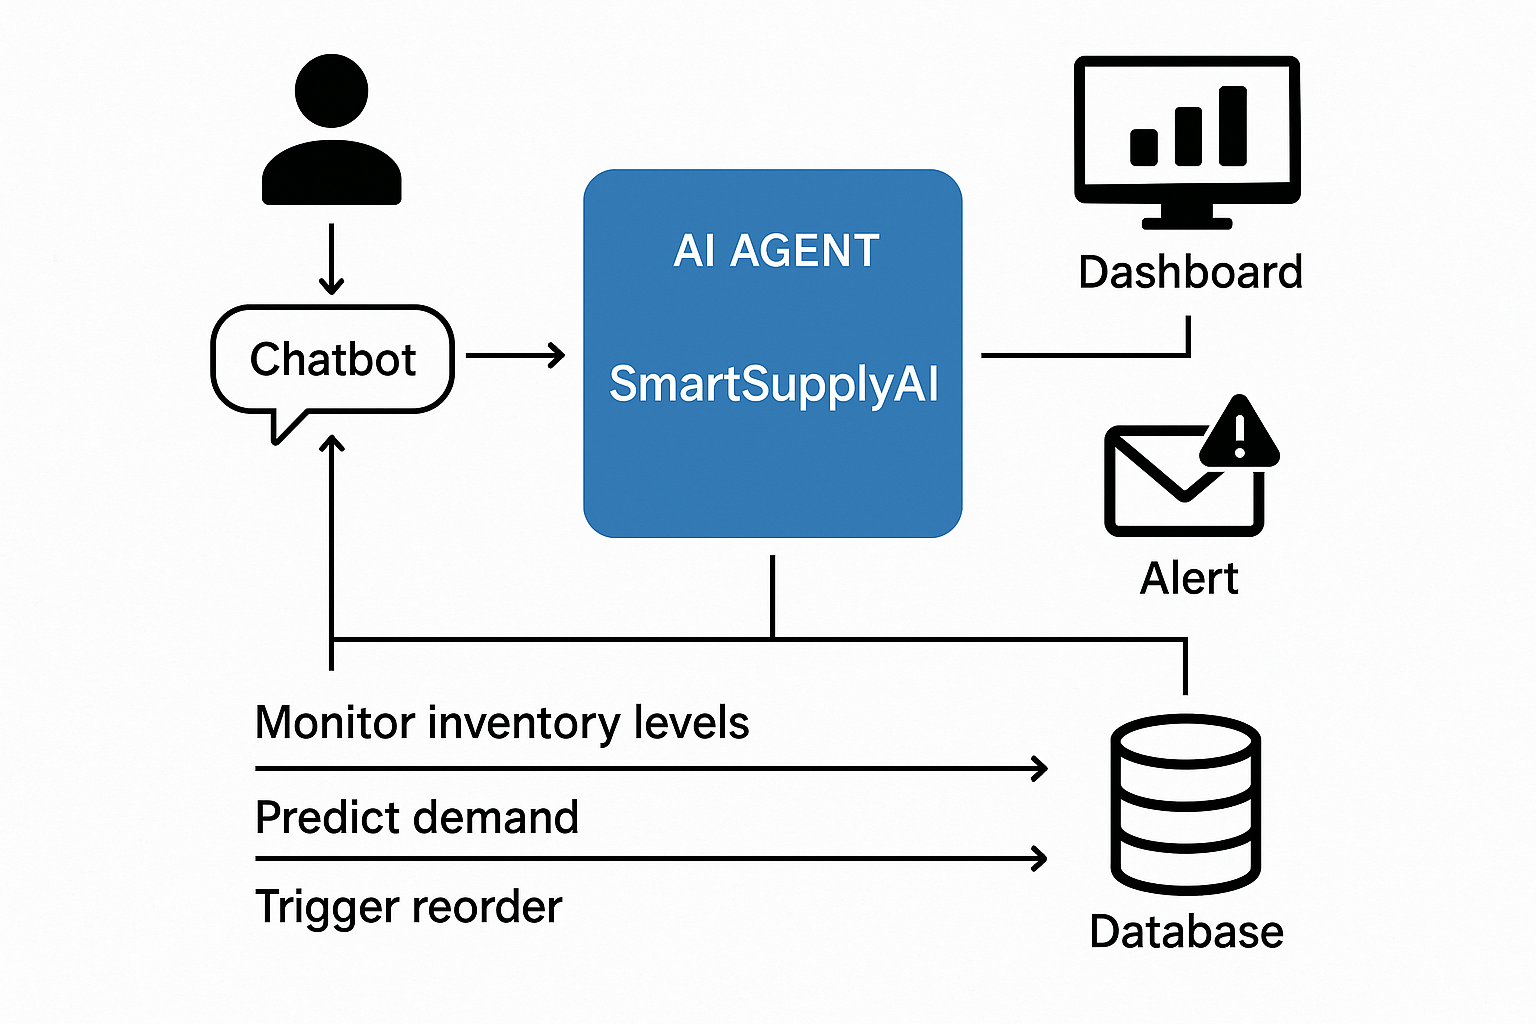 AI AGENT
SmartSupplyAI
Chatbot
Dashboard
Alert
Monitor inventory levels
Predict demand
Trigger reorder
Database